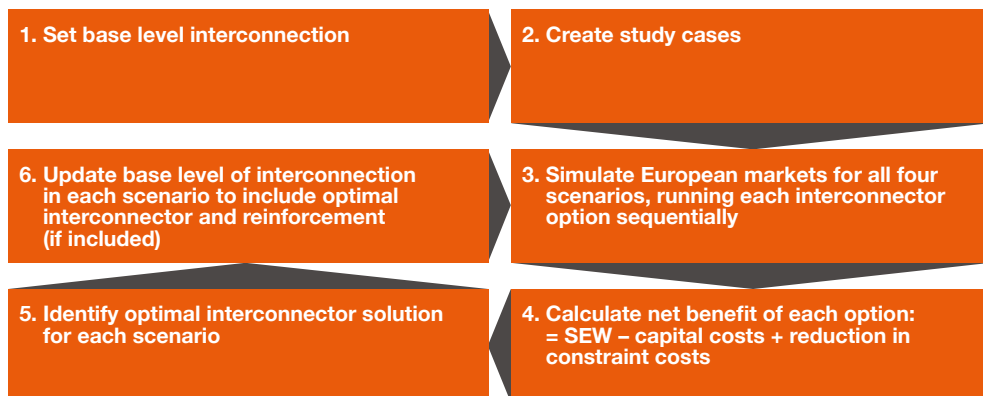 1. Set base level interconnection
2. Create study cases
6. Update base level of interconnection
in each scenario to include optimal
interconnector and reinforcement
(if included)
3. Simulate European markets for all four
scenarios, running each interconnector
option sequentially
5. Identify optimal interconnector solution
for each scenario
4. Calculate net benefit of each option:
= SEW – capital costs + reduction in
constraint costs